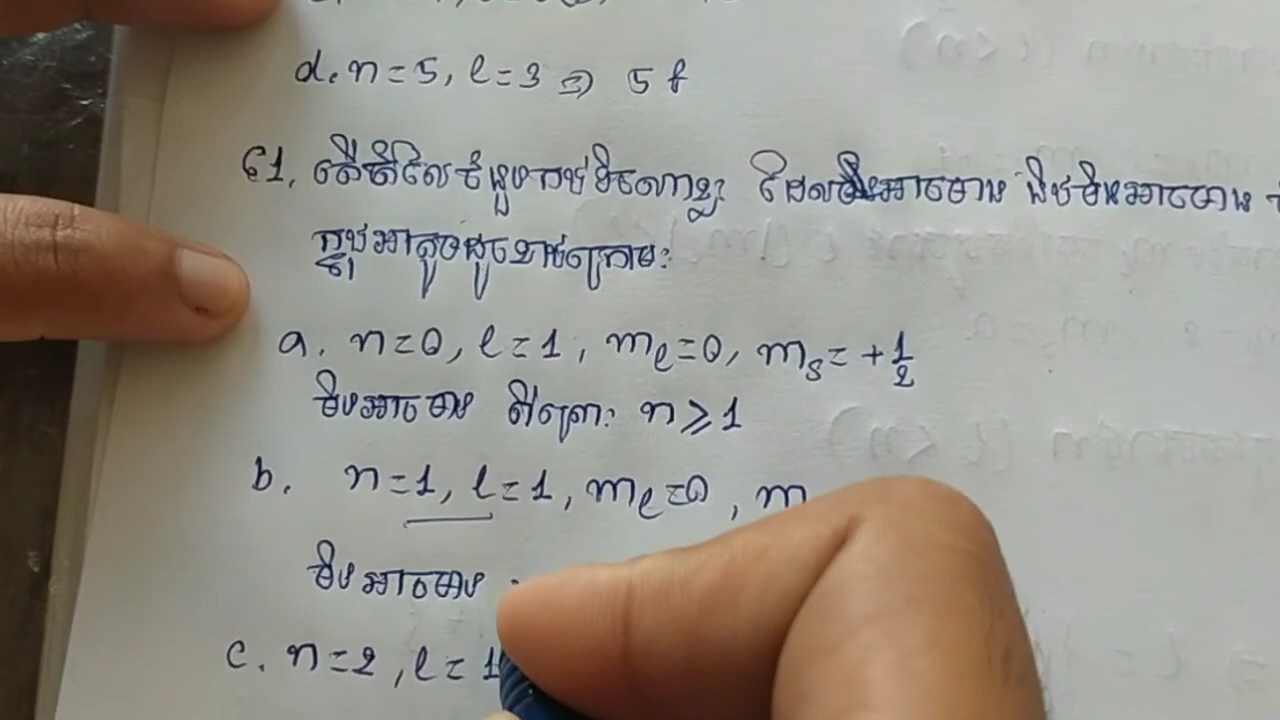 d. n=5, l=3 ⇒ 5f
61. តើតំលៃចំនួនកង់ទិចណាខ្លះ ដែលអាចមាន និងមិនអាចមាន
ក្នុងអាតូមដូចខាងក្រោម:
a. n=0, l=1, mₗ=0, mₛ=+1/2
មិនអាចមាន ពីព្រោះ n⩾1
b. n=1, l=1, mₗ=0, m
មិនអាចមាន
c. n=2, l=1